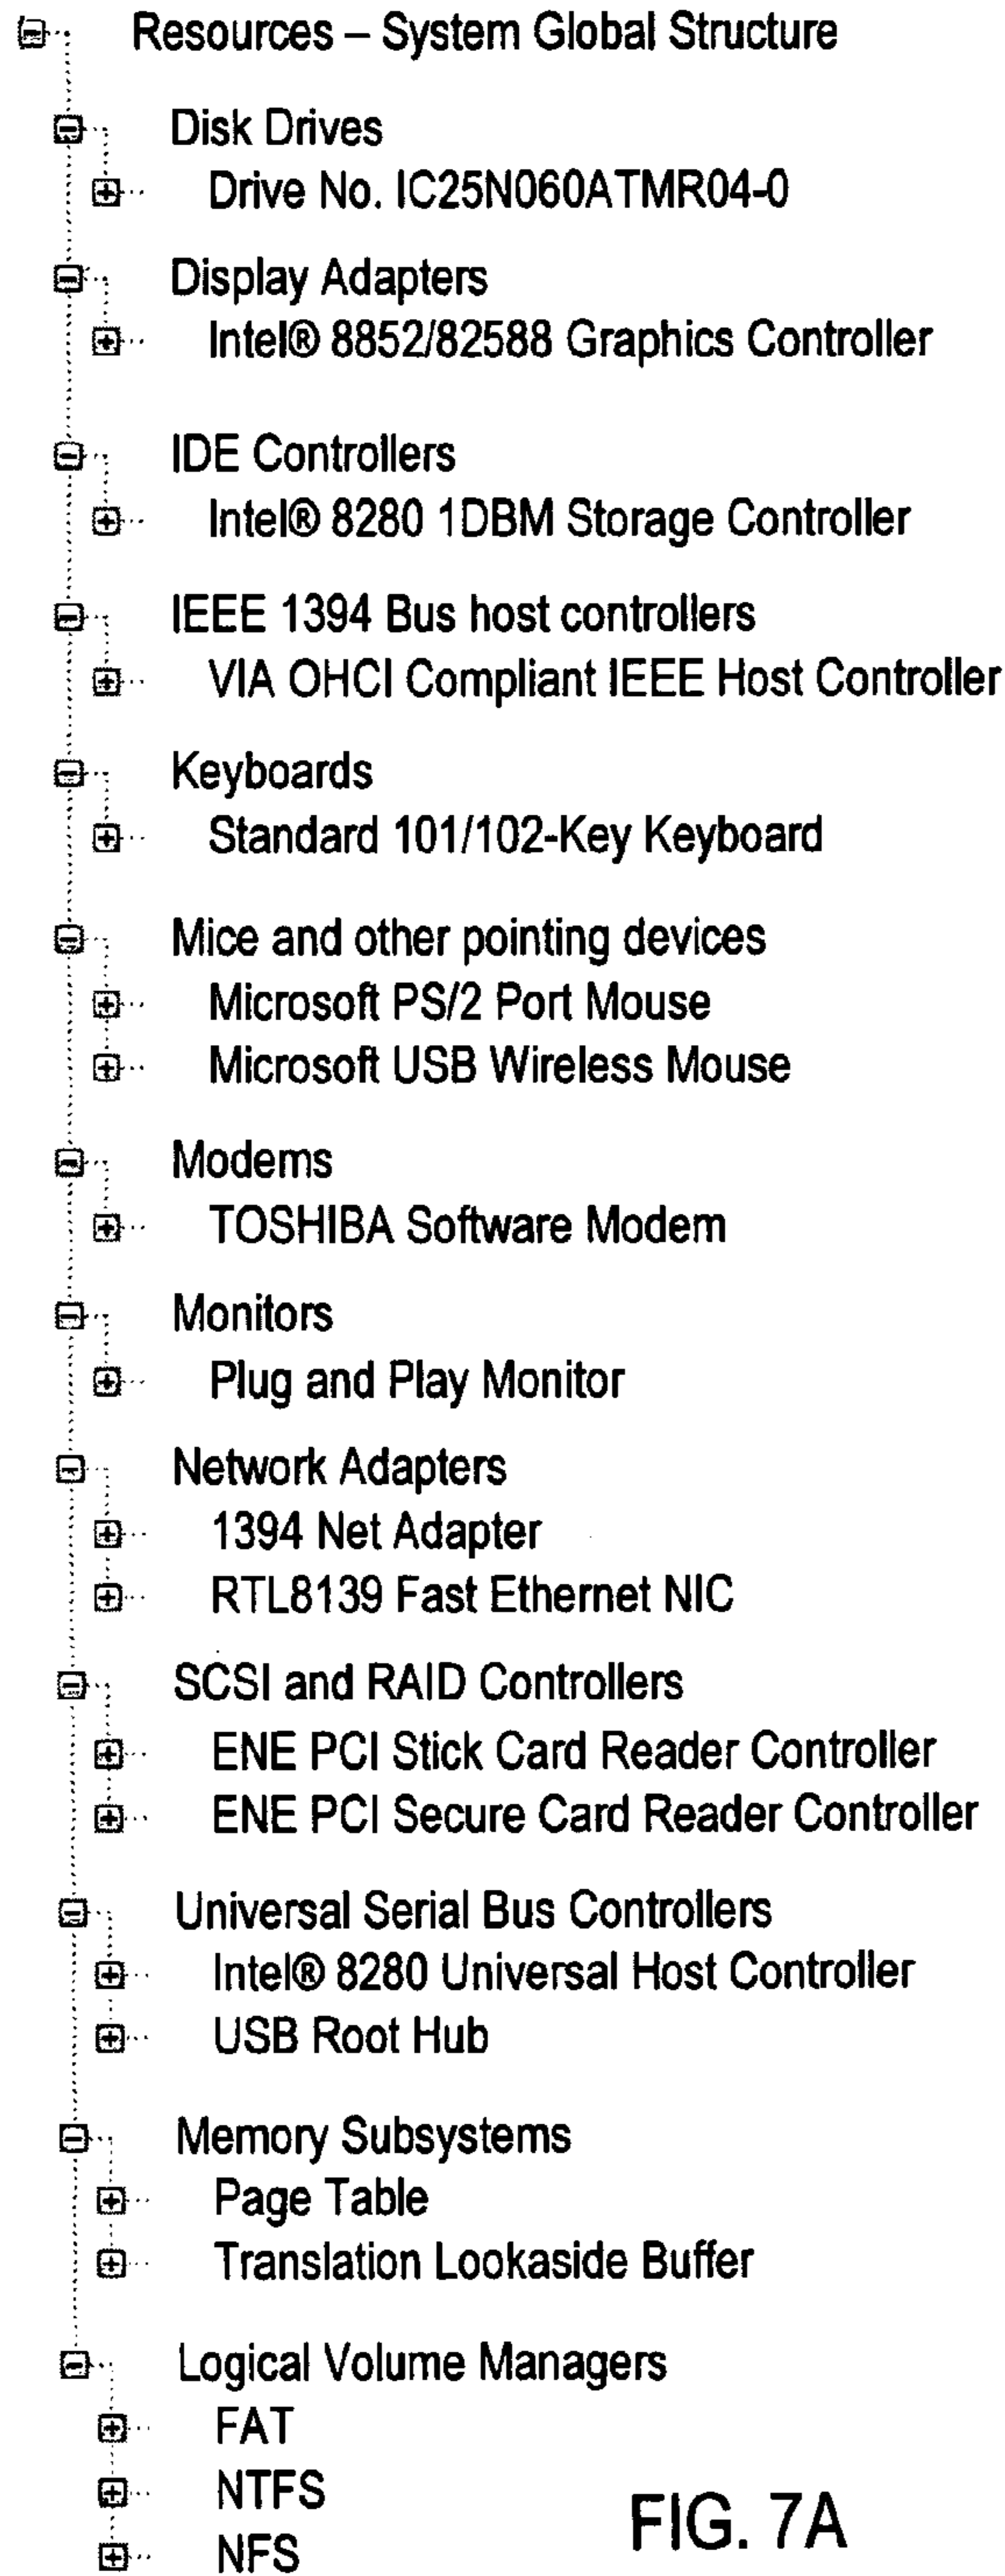 Resources – System Global Structure
Disk Drives
Drive No. IC25N060ATMR04-0
Display Adapters
Intel® 8852/82588 Graphics Controller
IDE Controllers
Intel® 8280 1DBM Storage Controller
IEEE 1394 Bus host controllers
VIA OHCI Compliant IEEE Host Controller
Keyboards
Standard 101/102-Key Keyboard
Mice and other pointing devices
Microsoft PS/2 Port Mouse
Microsoft USB Wireless Mouse
Modems
TOSHIBA Software Modem
Monitors
Plug and Play Monitor
Network Adapters
1394 Net Adapter
RTL8139 Fast Ethernet NIC
SCSI and RAID Controllers
ENE PCI Stick Card Reader Controller
ENE PCI Secure Card Reader Controller
Universal Serial Bus Controllers
Intel® 8280 Universal Host Controller
USB Root Hub
Memory Subsystems
Page Table
Translation Lookaside Buffer
Logical Volume Managers
FAT
NTFS
NFS
FIG. 7A